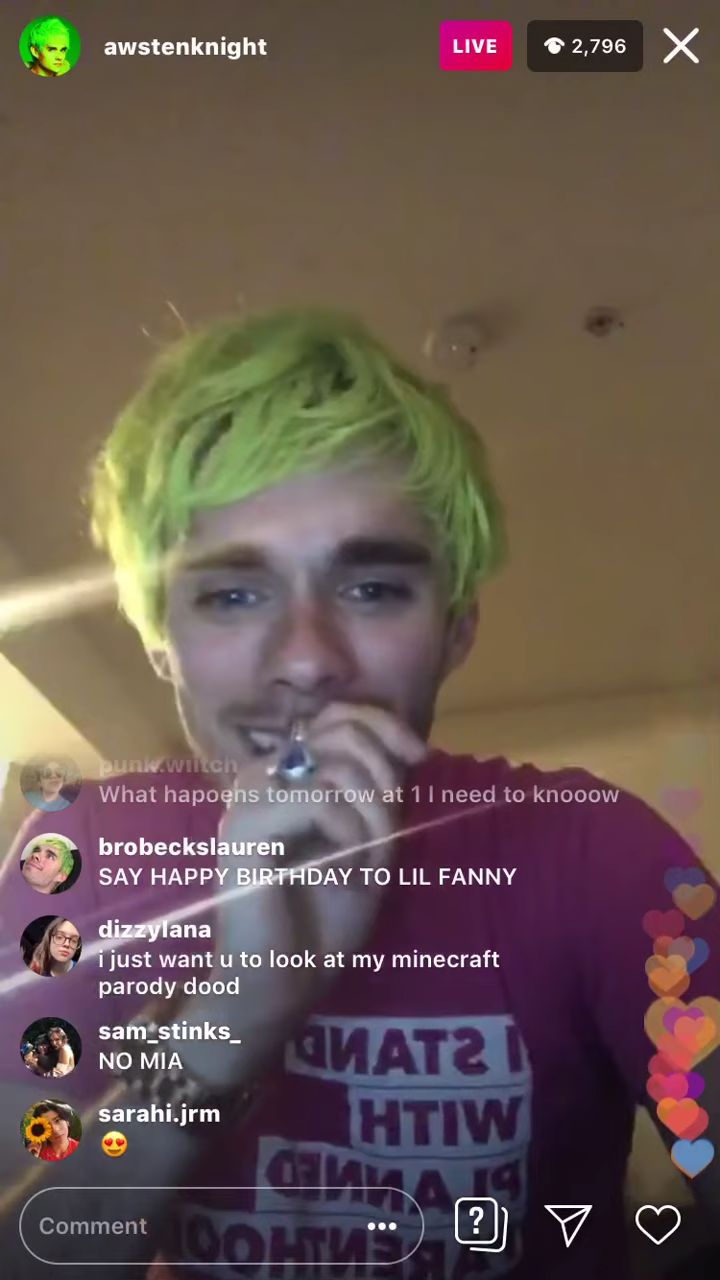 awstenknight
LIVE
2,796
punk.wiitch
What hapoens tomorrow at 1 I need to knooow
brobeckslauren
SAY HAPPY BIRTHDAY TO LIL FANNY
dizzylana
i just want u to look at my minecraft
parody dood
sam_stinks_
NO MIA
sarahi.jrm
😍
I STAND
WITH
PLANNED
PARENTHOOD
Comment